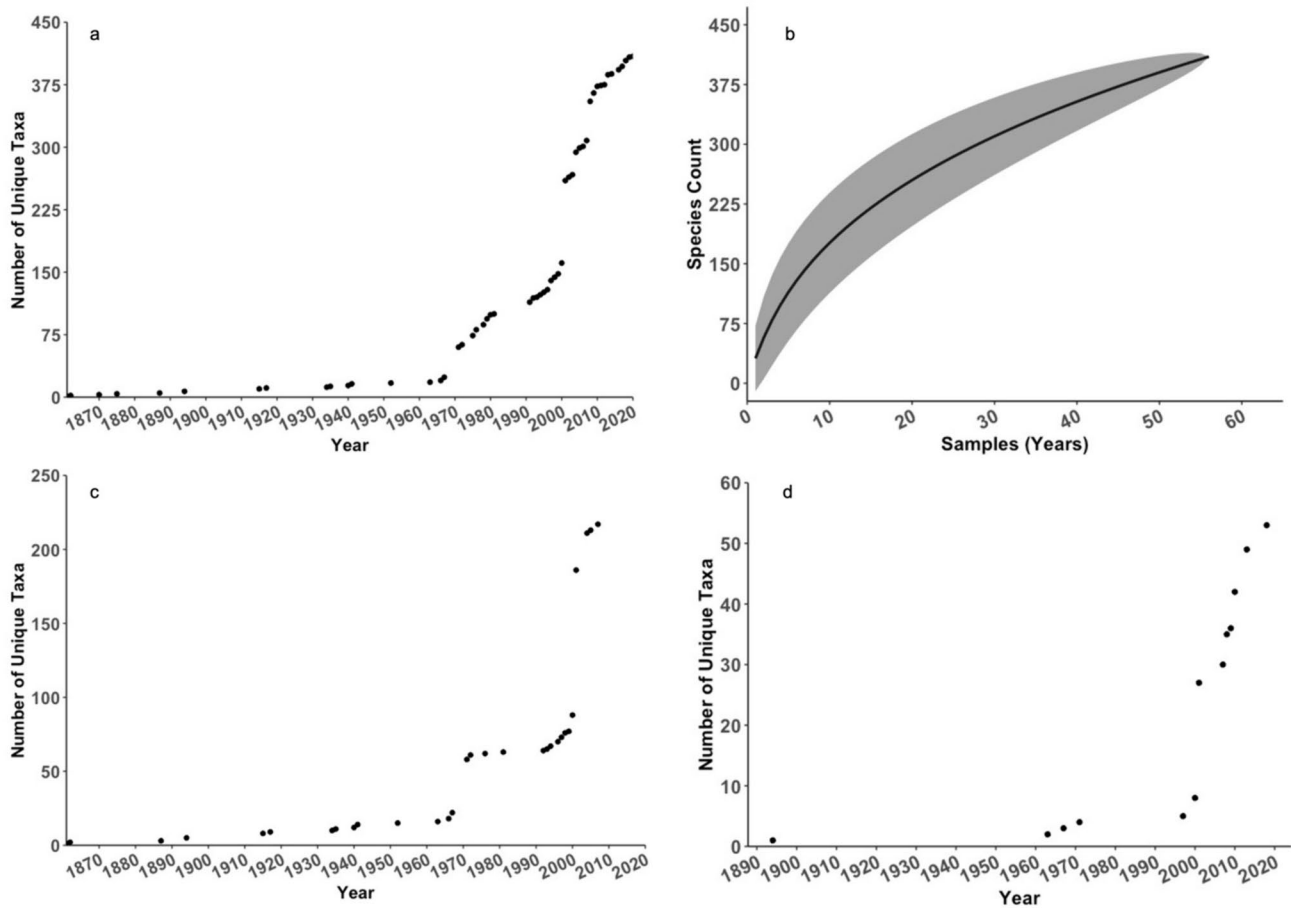 a
450
375
300
225
150
75
0
Number of Unique Taxa
1870 1880 1890 1900 1910 1920 1930 1940 1950 1960 1970 1980 1990 2000 2010 2020
Year
b
450
375
300
225
150
75
0
Species Count
0 10 20 30 40 50 60
Samples (Years)
c
250
200
150
100
50
0
Number of Unique Taxa
1870 1880 1890 1900 1910 1920 1930 1940 1950 1960 1970 1980 1990 2000 2010 2020
Year
d
60
50
40
30
20
10
0
Number of Unique Taxa
1890 1900 1910 1920 1930 1940 1950 1960 1970 1980 1990 2000 2010 2020
Year